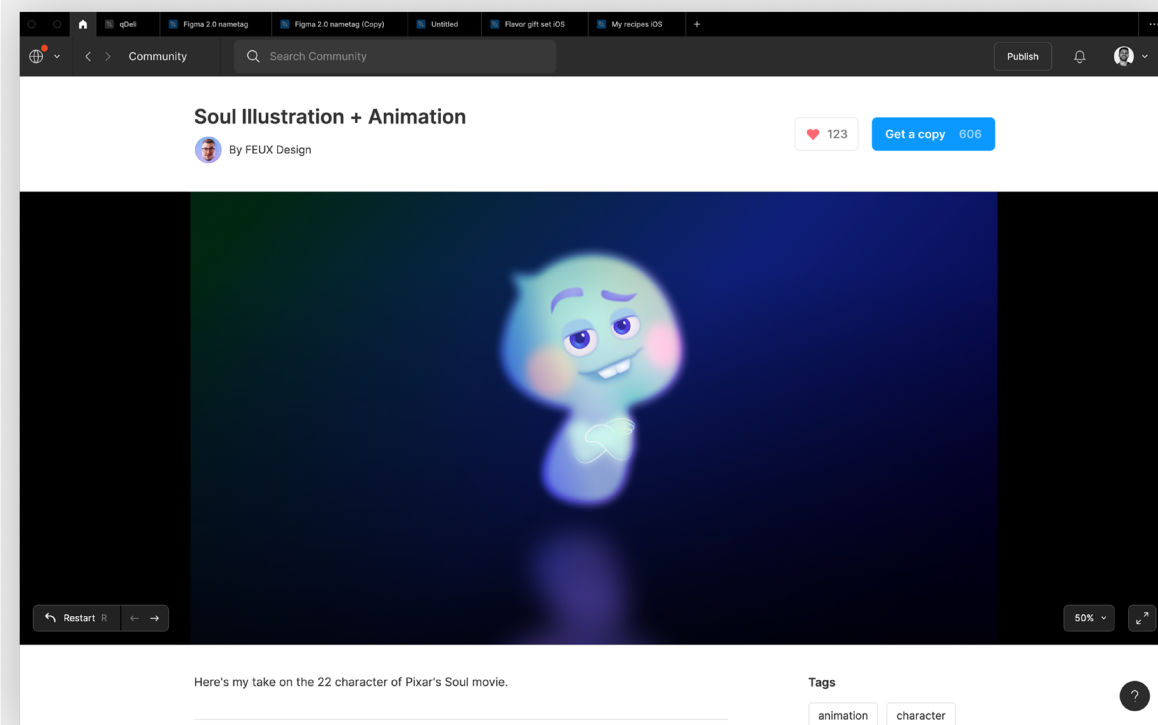 qDeli
Figma 2.0 nametag
Figma 2.0 nametag (Copy)
Untitled
Flavor gift set iOS
My recipes iOS
+
Community
Search Community
Publish
Soul Illustration + Animation
By FEUX Design
123
Get a copy 606
Restart R
50%
Here's my take on the 22 character of Pixar's Soul movie.
Tags
animation
character
?